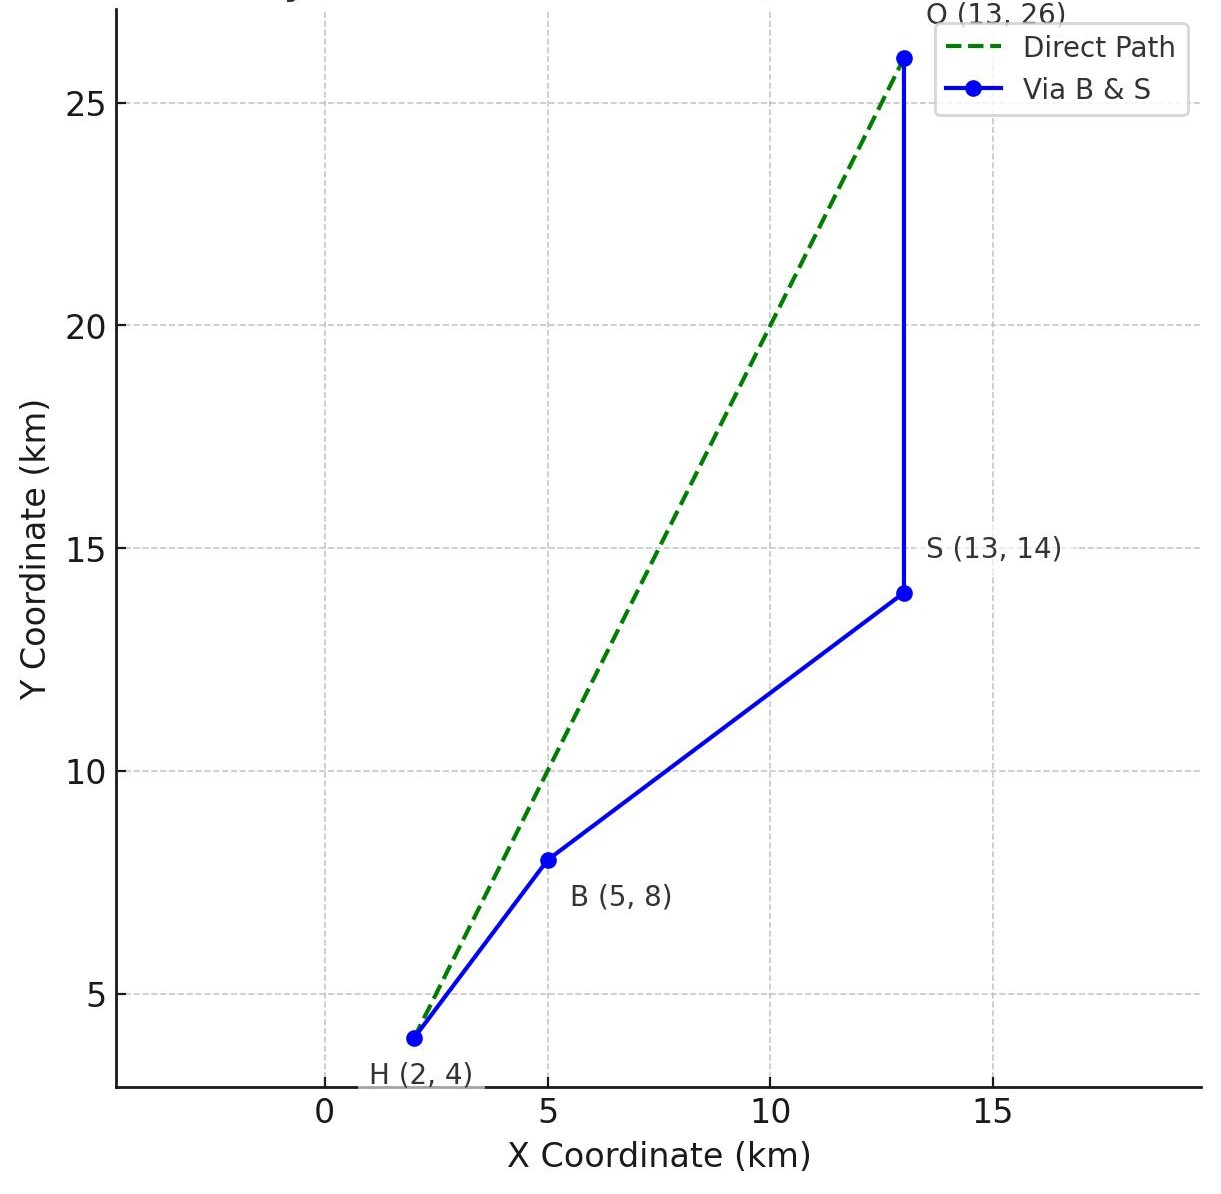 O (13, 26)
Direct Path
Via B & S
25
20
15
10
5
Y Coordinate (km)
S (13, 14)
B (5, 8)
H (2, 4)
0 5 10 15
X Coordinate (km)